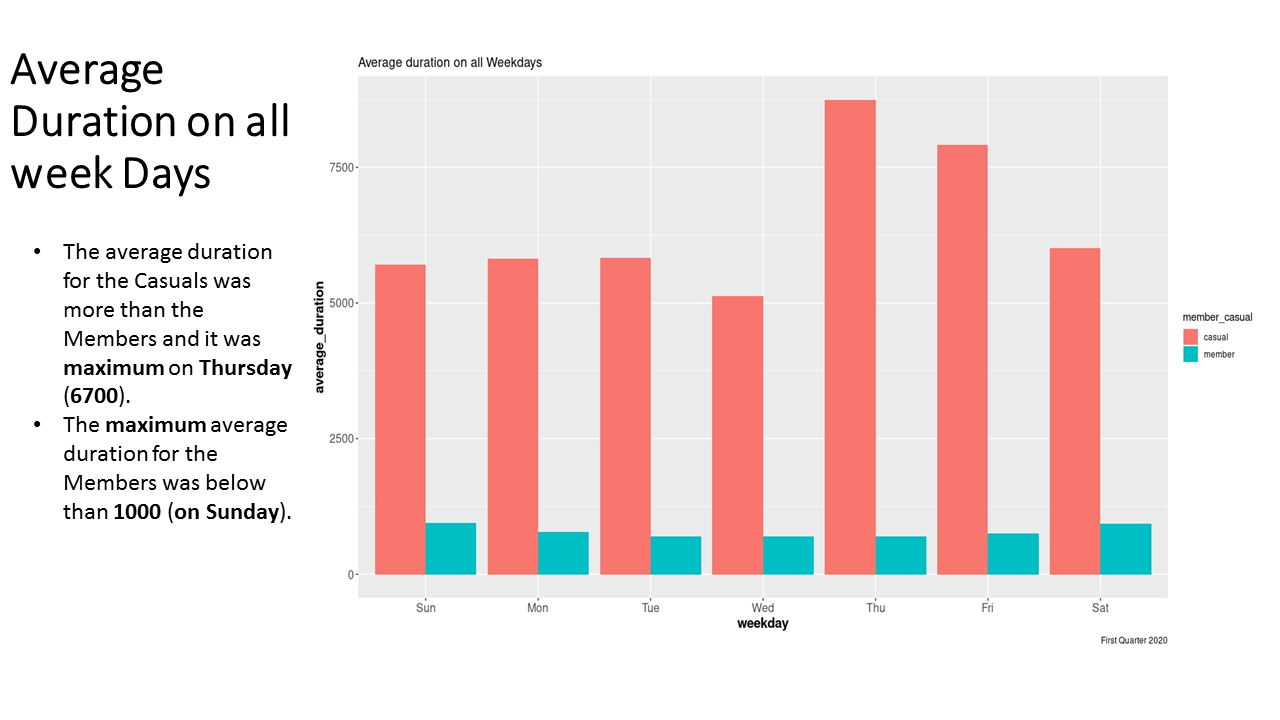 Average
Duration on all
week Days
• The average duration
for the Casuals was
more than the
Members and it was
maximum on Thursday
(6700).
• The maximum average
duration for the
Members was below
than 1000 (on Sunday).
Average duration on all Weekdays
average_duration
7500
5000
2500
0
Sun Mon Tue Wed Thu Fri Sat
weekday
First Quarter 2020
member_casual
casual
member